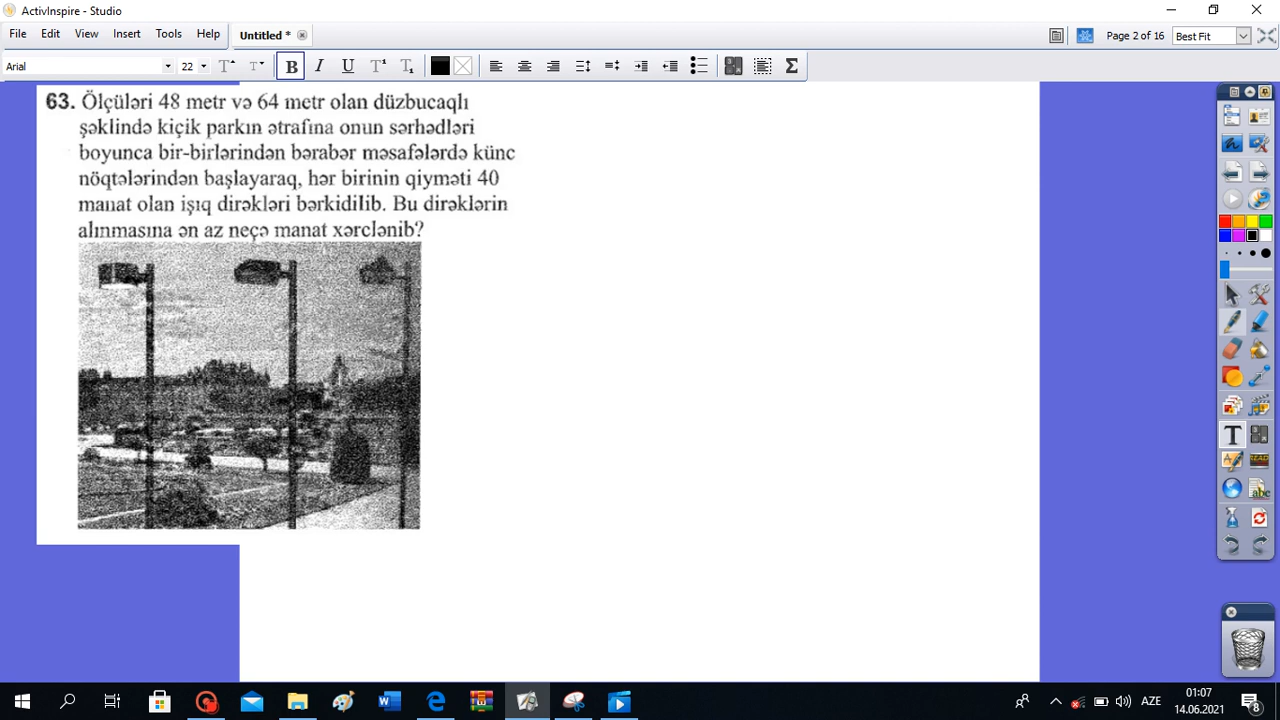 ActivInspire - Studio
File Edit View Insert Tools Help Untitled * Page 2 of 16 Best Fit
Arial 22 B I U T T Σ
63. Ölçüləri 48 metr və 64 metr olan düzbucaqlı
şəklində kiçik parkın ətrafına onun sərhədləri
boyunca bir-birlərindən bərabər məsafələrdə künc
nöqtələrindən başlayaraq, hər birinin qiyməti 40
manat olan işıq dirəkləri bərkidilib. Bu dirəklərin
alınmasına ən az neçə manat xərclənib?
AZE
01:07
14.06.2021
8